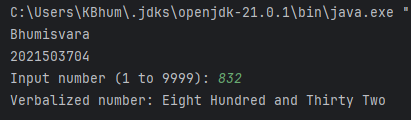 C:\Users\KBhum\.jdks\openjdk-21.0.1\bin\java.exe "
Bhumisvara
2021503704
Input number (1 to 9999): 832
Verbalized number: Eight Hundred and Thirty Two